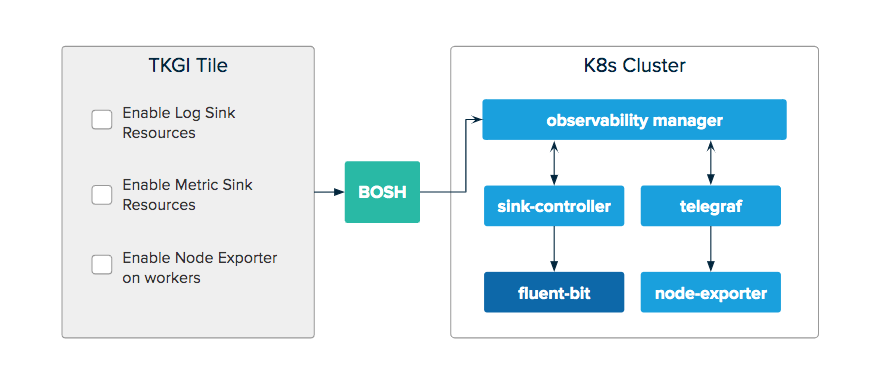 TKGI Tile
Enable Log Sink
Resources
Enable Metric Sink
Resources
Enable Node Exporter
on workers
BOSH
K8s Cluster
observability manager
sink-controller
telegraf
fluent-bit
node-exporter